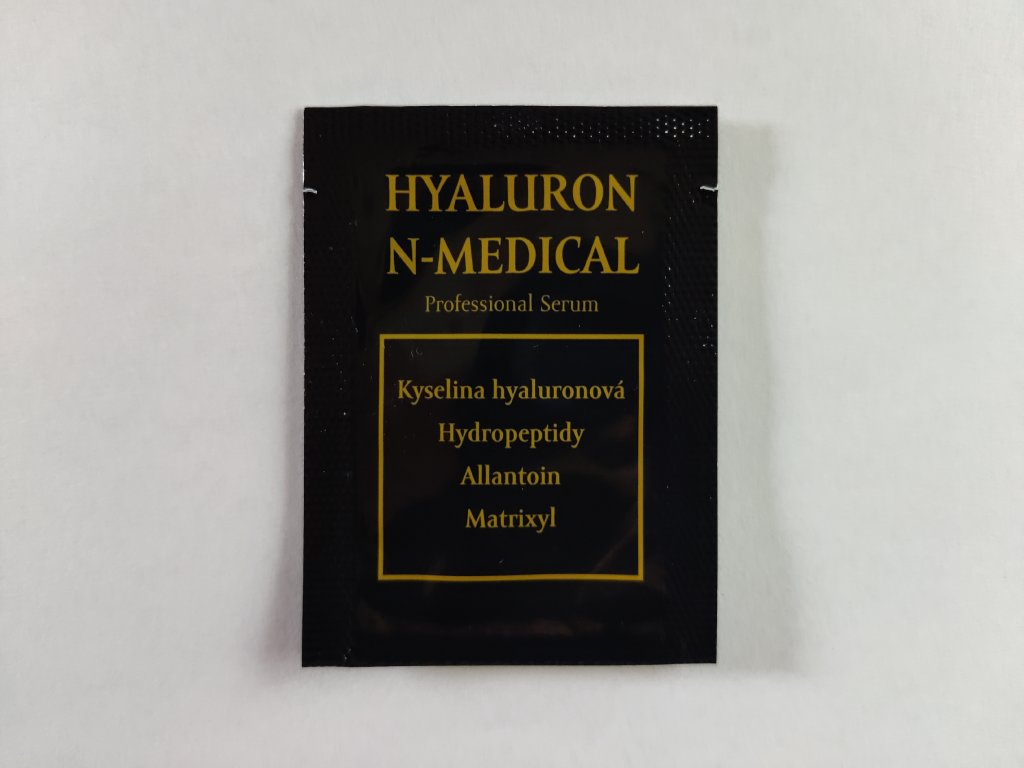 HYALURON
N-MEDICAL
Professional Serum
Kyselina hyaluronová
Hydropeptidy
Allantoin
Matrixyl